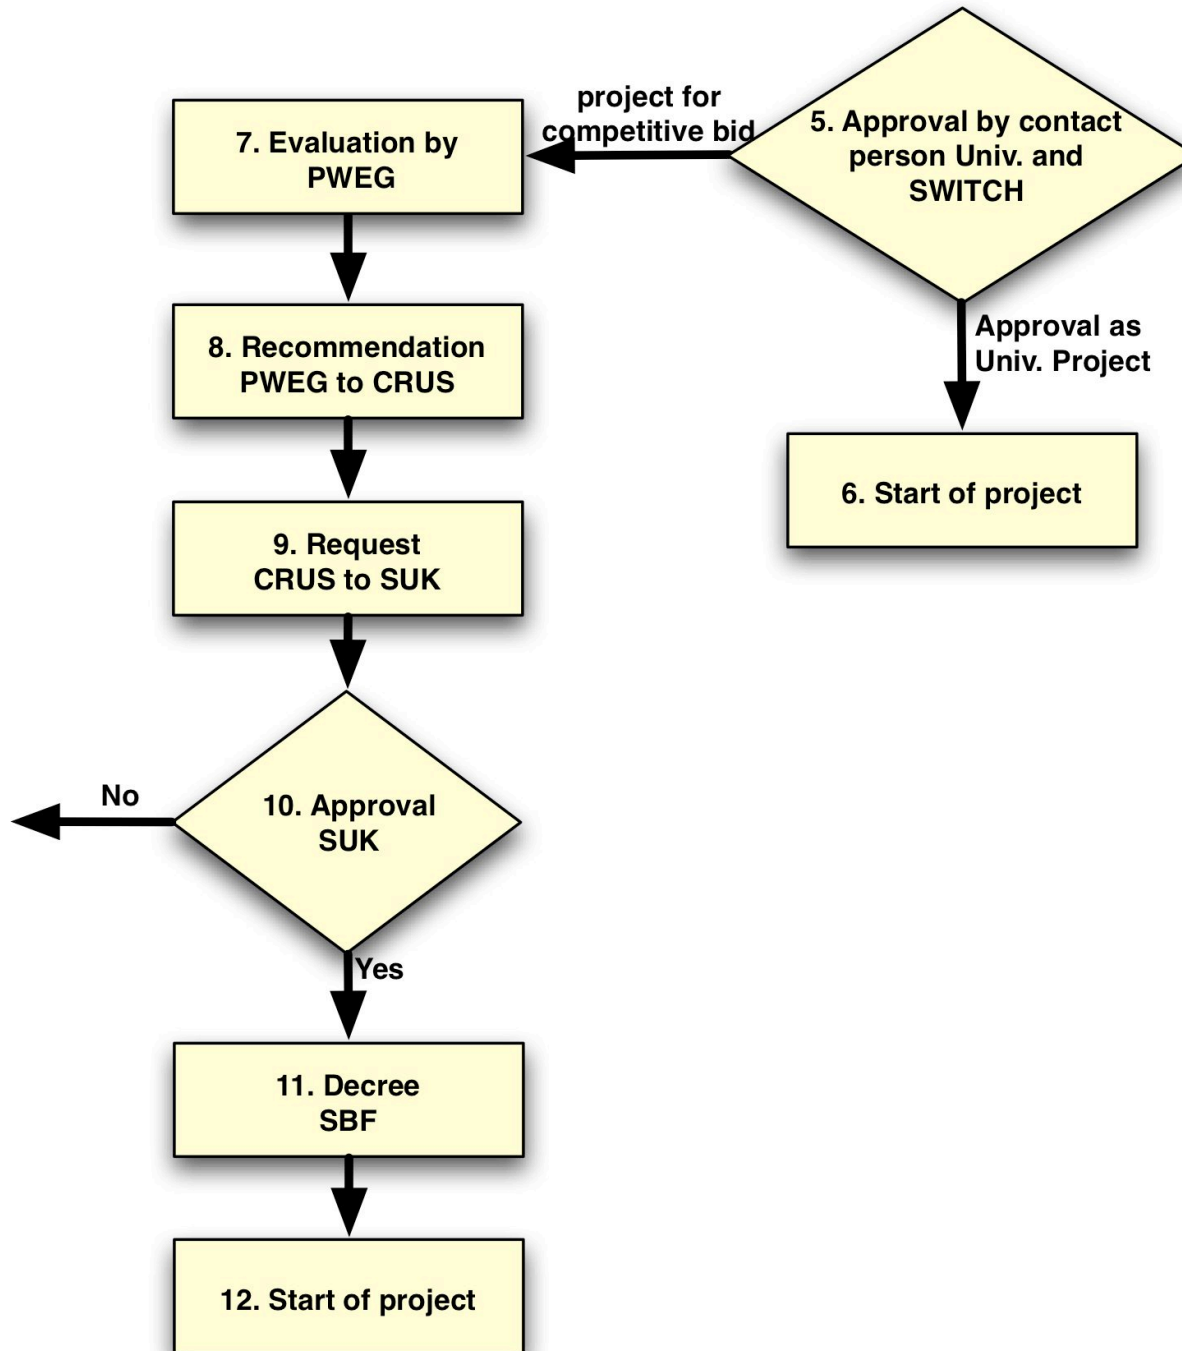 project for
competitive bid
5. Approval by contact
person Univ. and
SWITCH
7. Evaluation by
PWEG
Approval as
Univ. Project
8. Recommendation
PWEG to CRUS
6. Start of project
9. Request
CRUS to SUK
No
10. Approval
SUK
Yes
11. Decree
SBF
12. Start of project